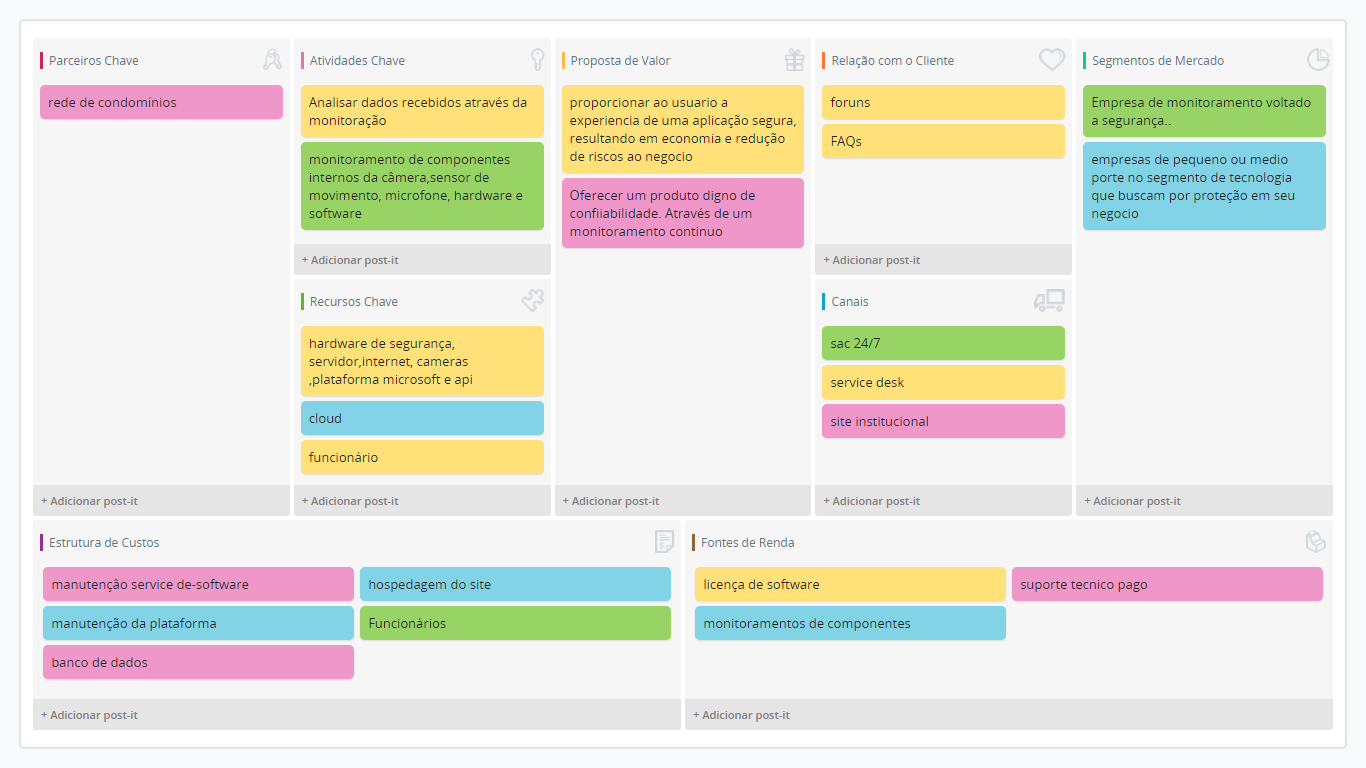 Parceiros Chave
rede de condomínios
+ Adicionar post-it
Atividades Chave
Analisar dados recebidos através da
monitoração
monitoramento de componentes
internos da câmera,sensor de
movimento, microfone, hardware e
software
+ Adicionar post-it
Recursos Chave
hardware de segurança,
servidor,internet, cameras
,plataforma microsoft e api
cloud
funcionário
+ Adicionar post-it
Proposta de Valor
proporcionar ao usuario a
experiencia de uma aplicação segura,
resultando em economia e redução
de riscos ao negocio
Oferecer um produto digno de
confiiabilidade. Através de um
monitoramento continuo
+ Adicionar post-it
Relação com o Cliente
foruns
FAQs
+ Adicionar post-it
Canais
sac 24/7
service desk
site institucional
+ Adicionar post-it
Segmentos de Mercado
Empresa de monitoramento voltado
a segurança..
empresas de pequeno ou medio
porte no segmento de tecnologia
que buscam por proteção em seu
negocio
+ Adicionar post-it
Estrutura de Custos
manutenção service de-software
hospedagem do site
manutenção da plataforma
Funcionários
banco de dados
+ Adicionar post-it
Fontes de Renda
licença de software
suporte tecnico pago
monitoramentos de componentes
+ Adicionar post-it